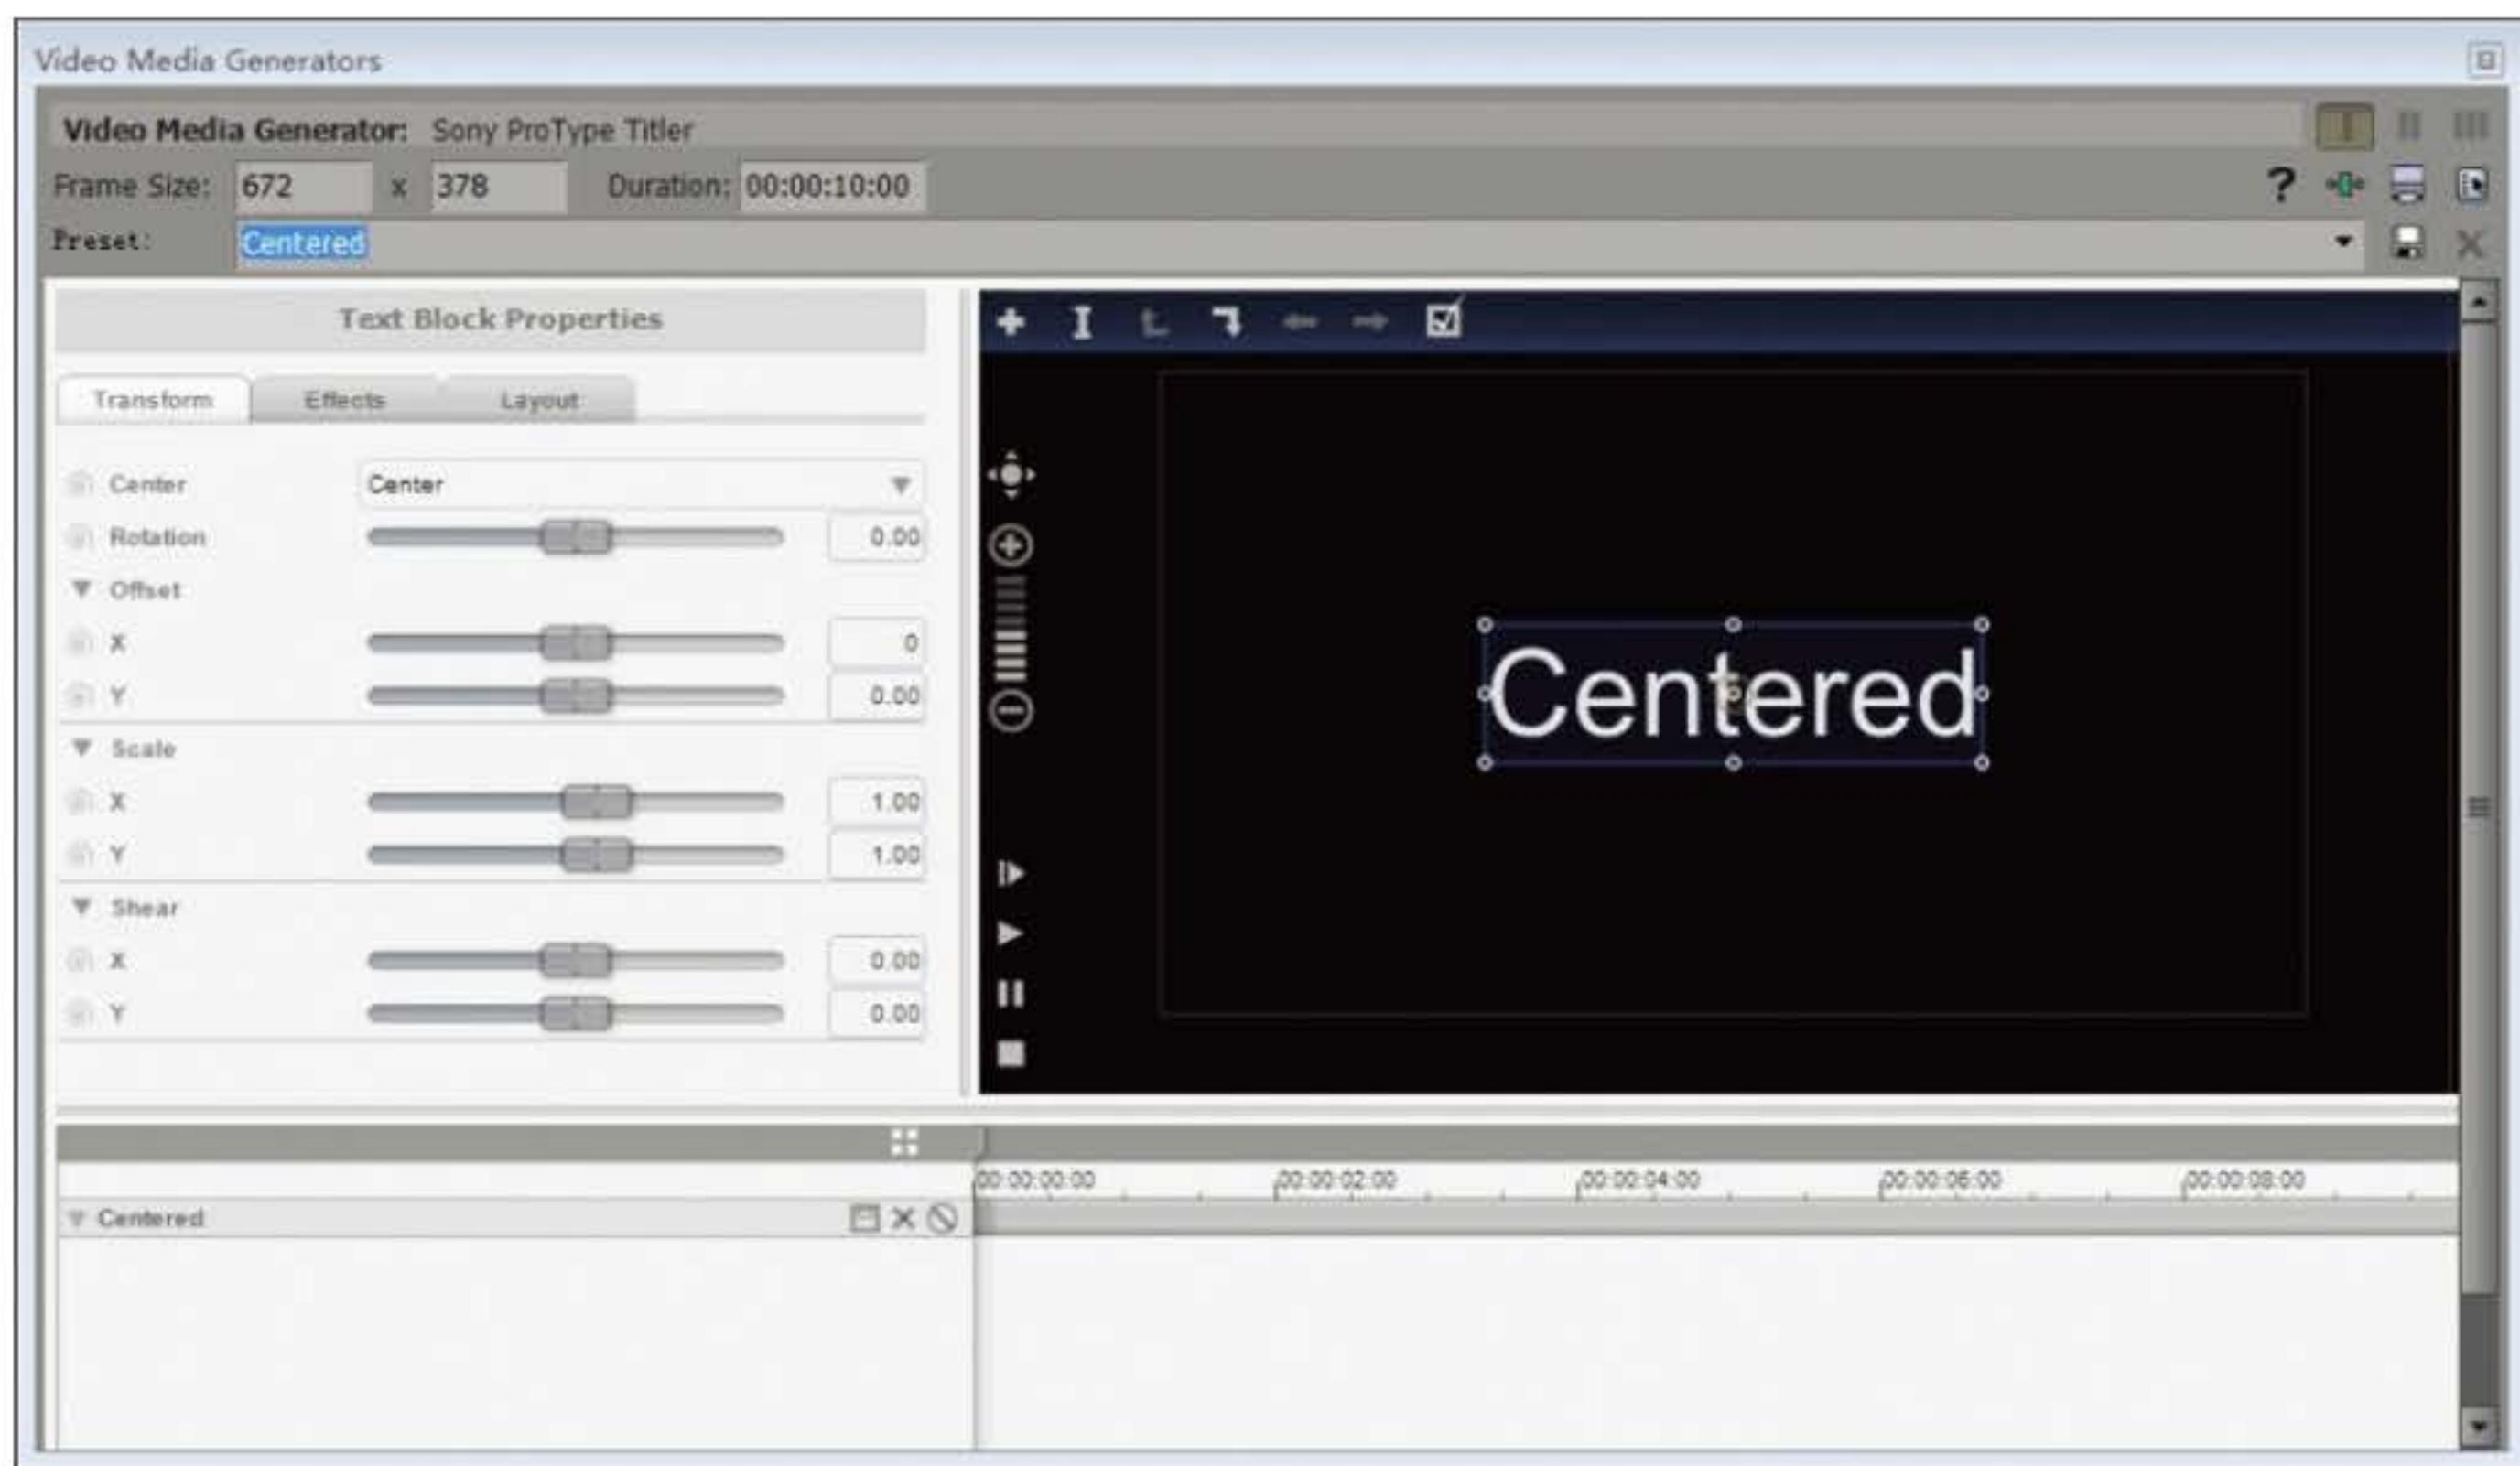 Video Media Generators
Video Media Generator: Sony ProType Titler
Frame Size: 672 x 378 Duration: 00:00:10:00
?
Preset: Centered
Text Block Properties
Transform Effects Layout
Center Center
Rotation 0.00
Offset
X 0
Y 0.00
Scale
X 1.00
Y 1.00
Shear
X 0.00
Y 0.00
Centered
00:00:00:00 00:00:02:00 00:00:04:00 00:00:06:00 00:00:08:00
Centered